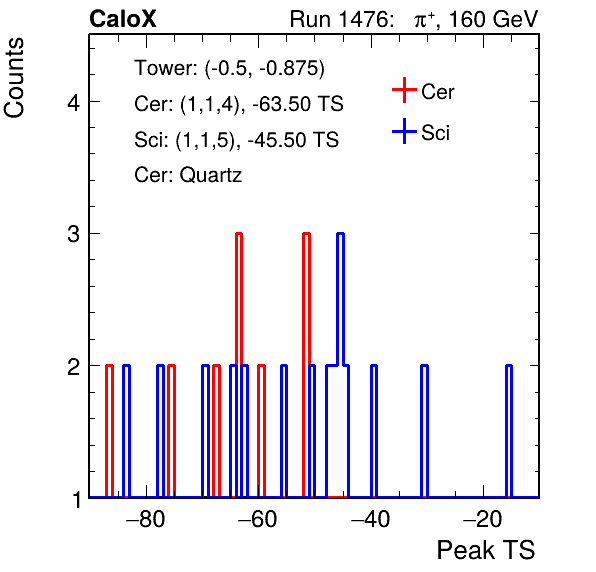 CaloX Run 1476: π⁺, 160 GeV
Counts
Tower: (-0.5, -0.875)
Cer: (1,1,4), -63.50 TS
Sci: (1,1,5), -45.50 TS
Cer: Quartz
Cer
Sci
4
3
2
1
−80 −60 −40 −20
Peak TS